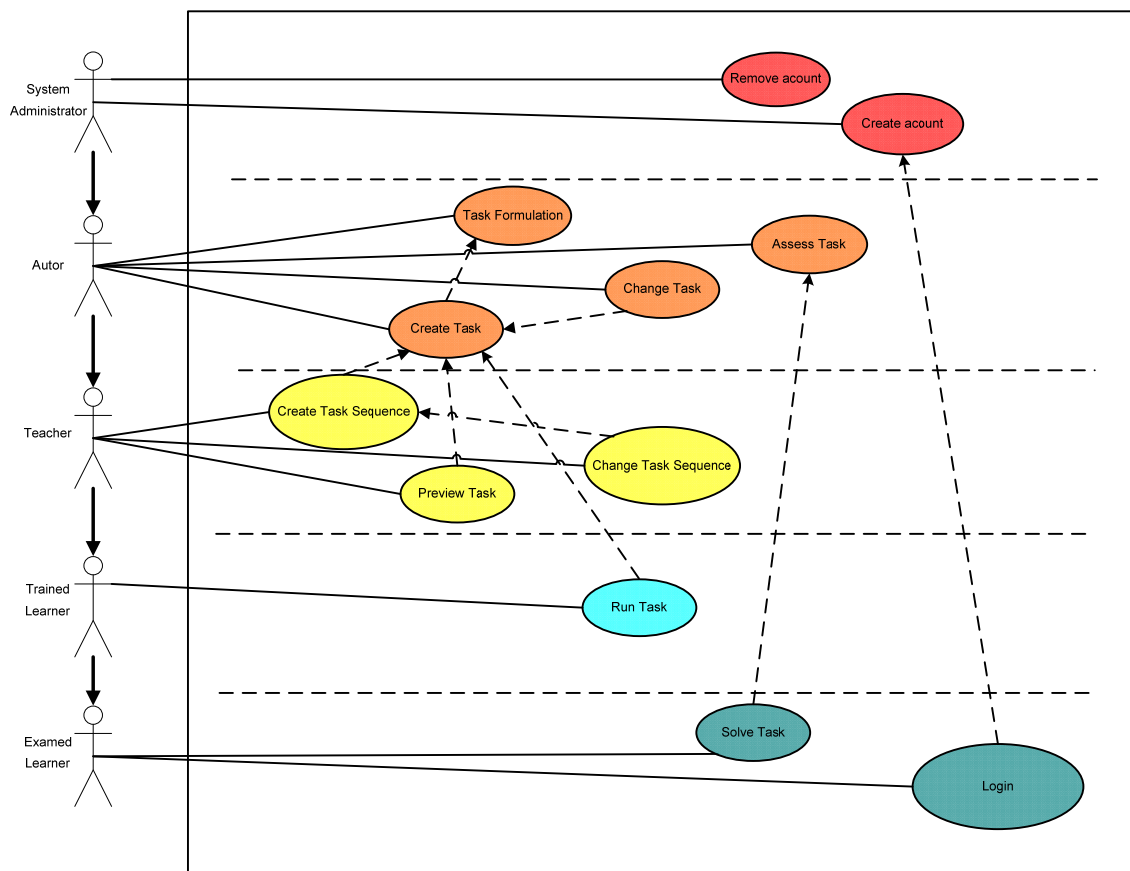 System
Administrator
Remove acount
Create acount
Task Formulation
Autor
Assess Task
Change Task
Create Task
Teacher
Create Task Sequence
Change Task Sequence
Preview Task
Trained
Learner
Run Task
Examed
Learner
Solve Task
Login